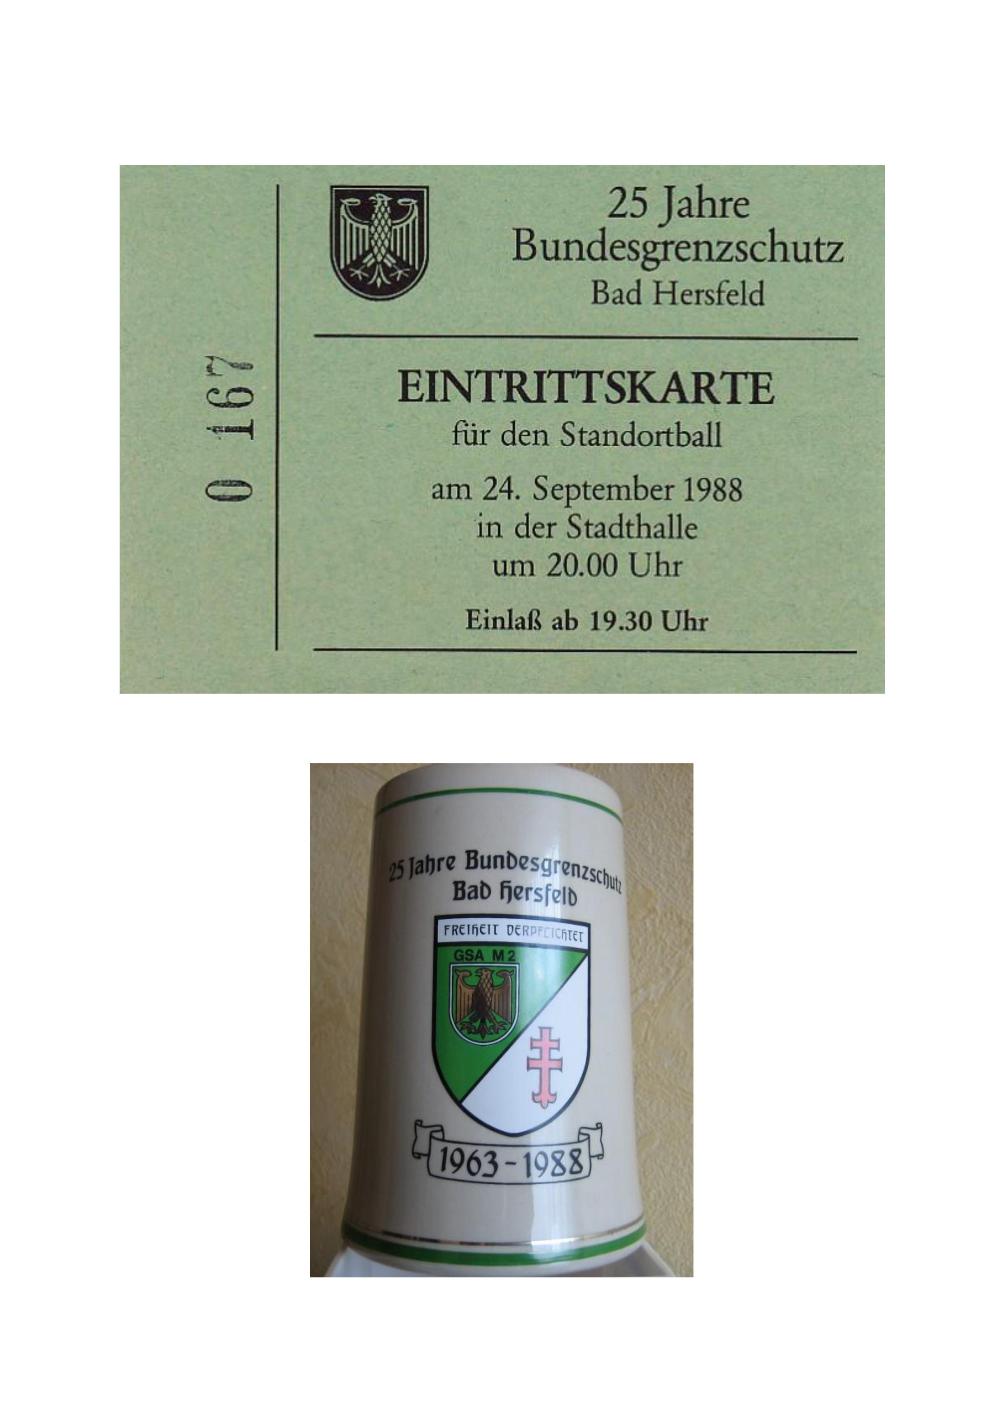 0 167
25 Jahre
Bundesgrenzschutz
Bad Hersfeld
EINTRITTSKARTE
für den Standortball
am 24. September 1988
in der Stadthalle
um 20.00 Uhr
Einlaß ab 19.30 Uhr
25 Jahre Bundesgrenzschutz
Bad Hersfeld
FREIHEIT VERPFLICHTET
GSA M2
1963 - 1988